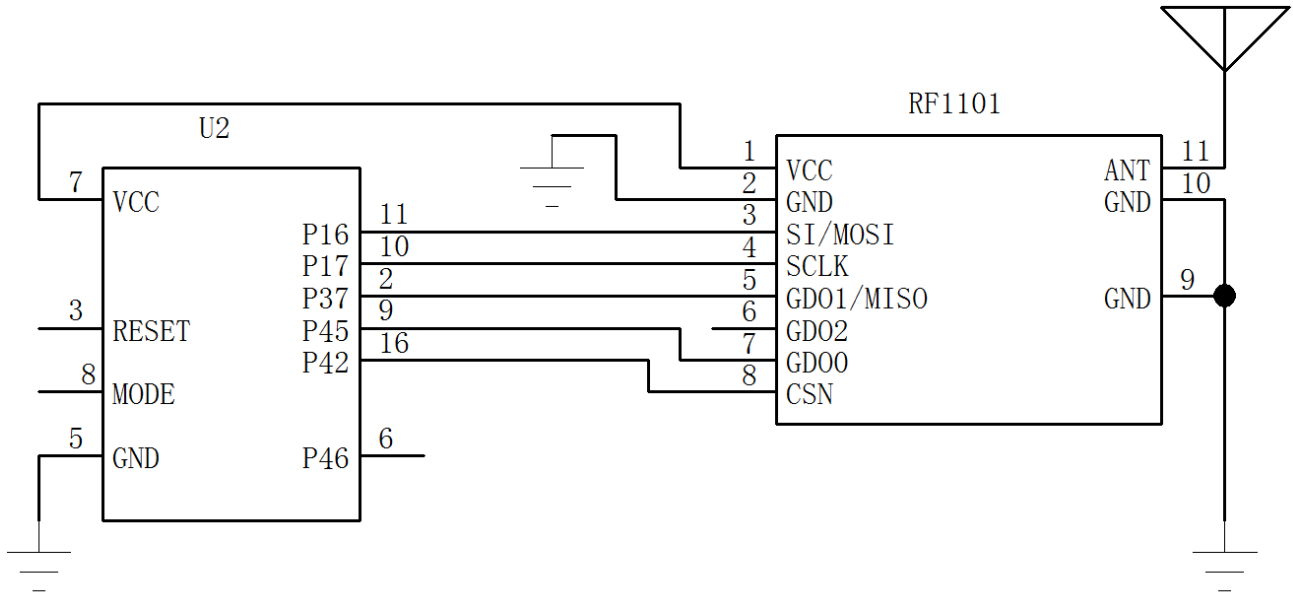 U2
7
VCC
P16 11
P17 10
P37 2
3
RESET
P45 9
P42 16
8
MODE
5
GND
P46 6
RF1101
1
VCC
2
GND
3
SI/MOSI
4
SCLK
5
GDO1/MISO
6
GDO2
7
GDO0
8
CSN
ANT 11
GND 10
GND 9